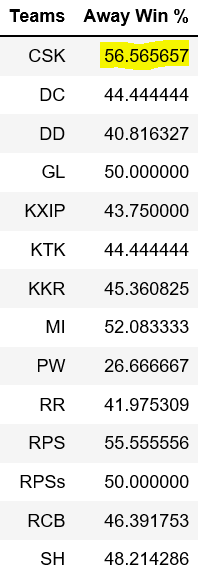 Teams Away Win %
CSK 56.565657
DC 44.444444
DD 40.816327
GL 50.000000
KXIP 43.750000
KTK 44.444444
KKR 45.360825
MI 52.083333
PW 26.666667
RR 41.975309
RPS 55.555556
RPSs 50.000000
RCB 46.391753
SH 48.214286